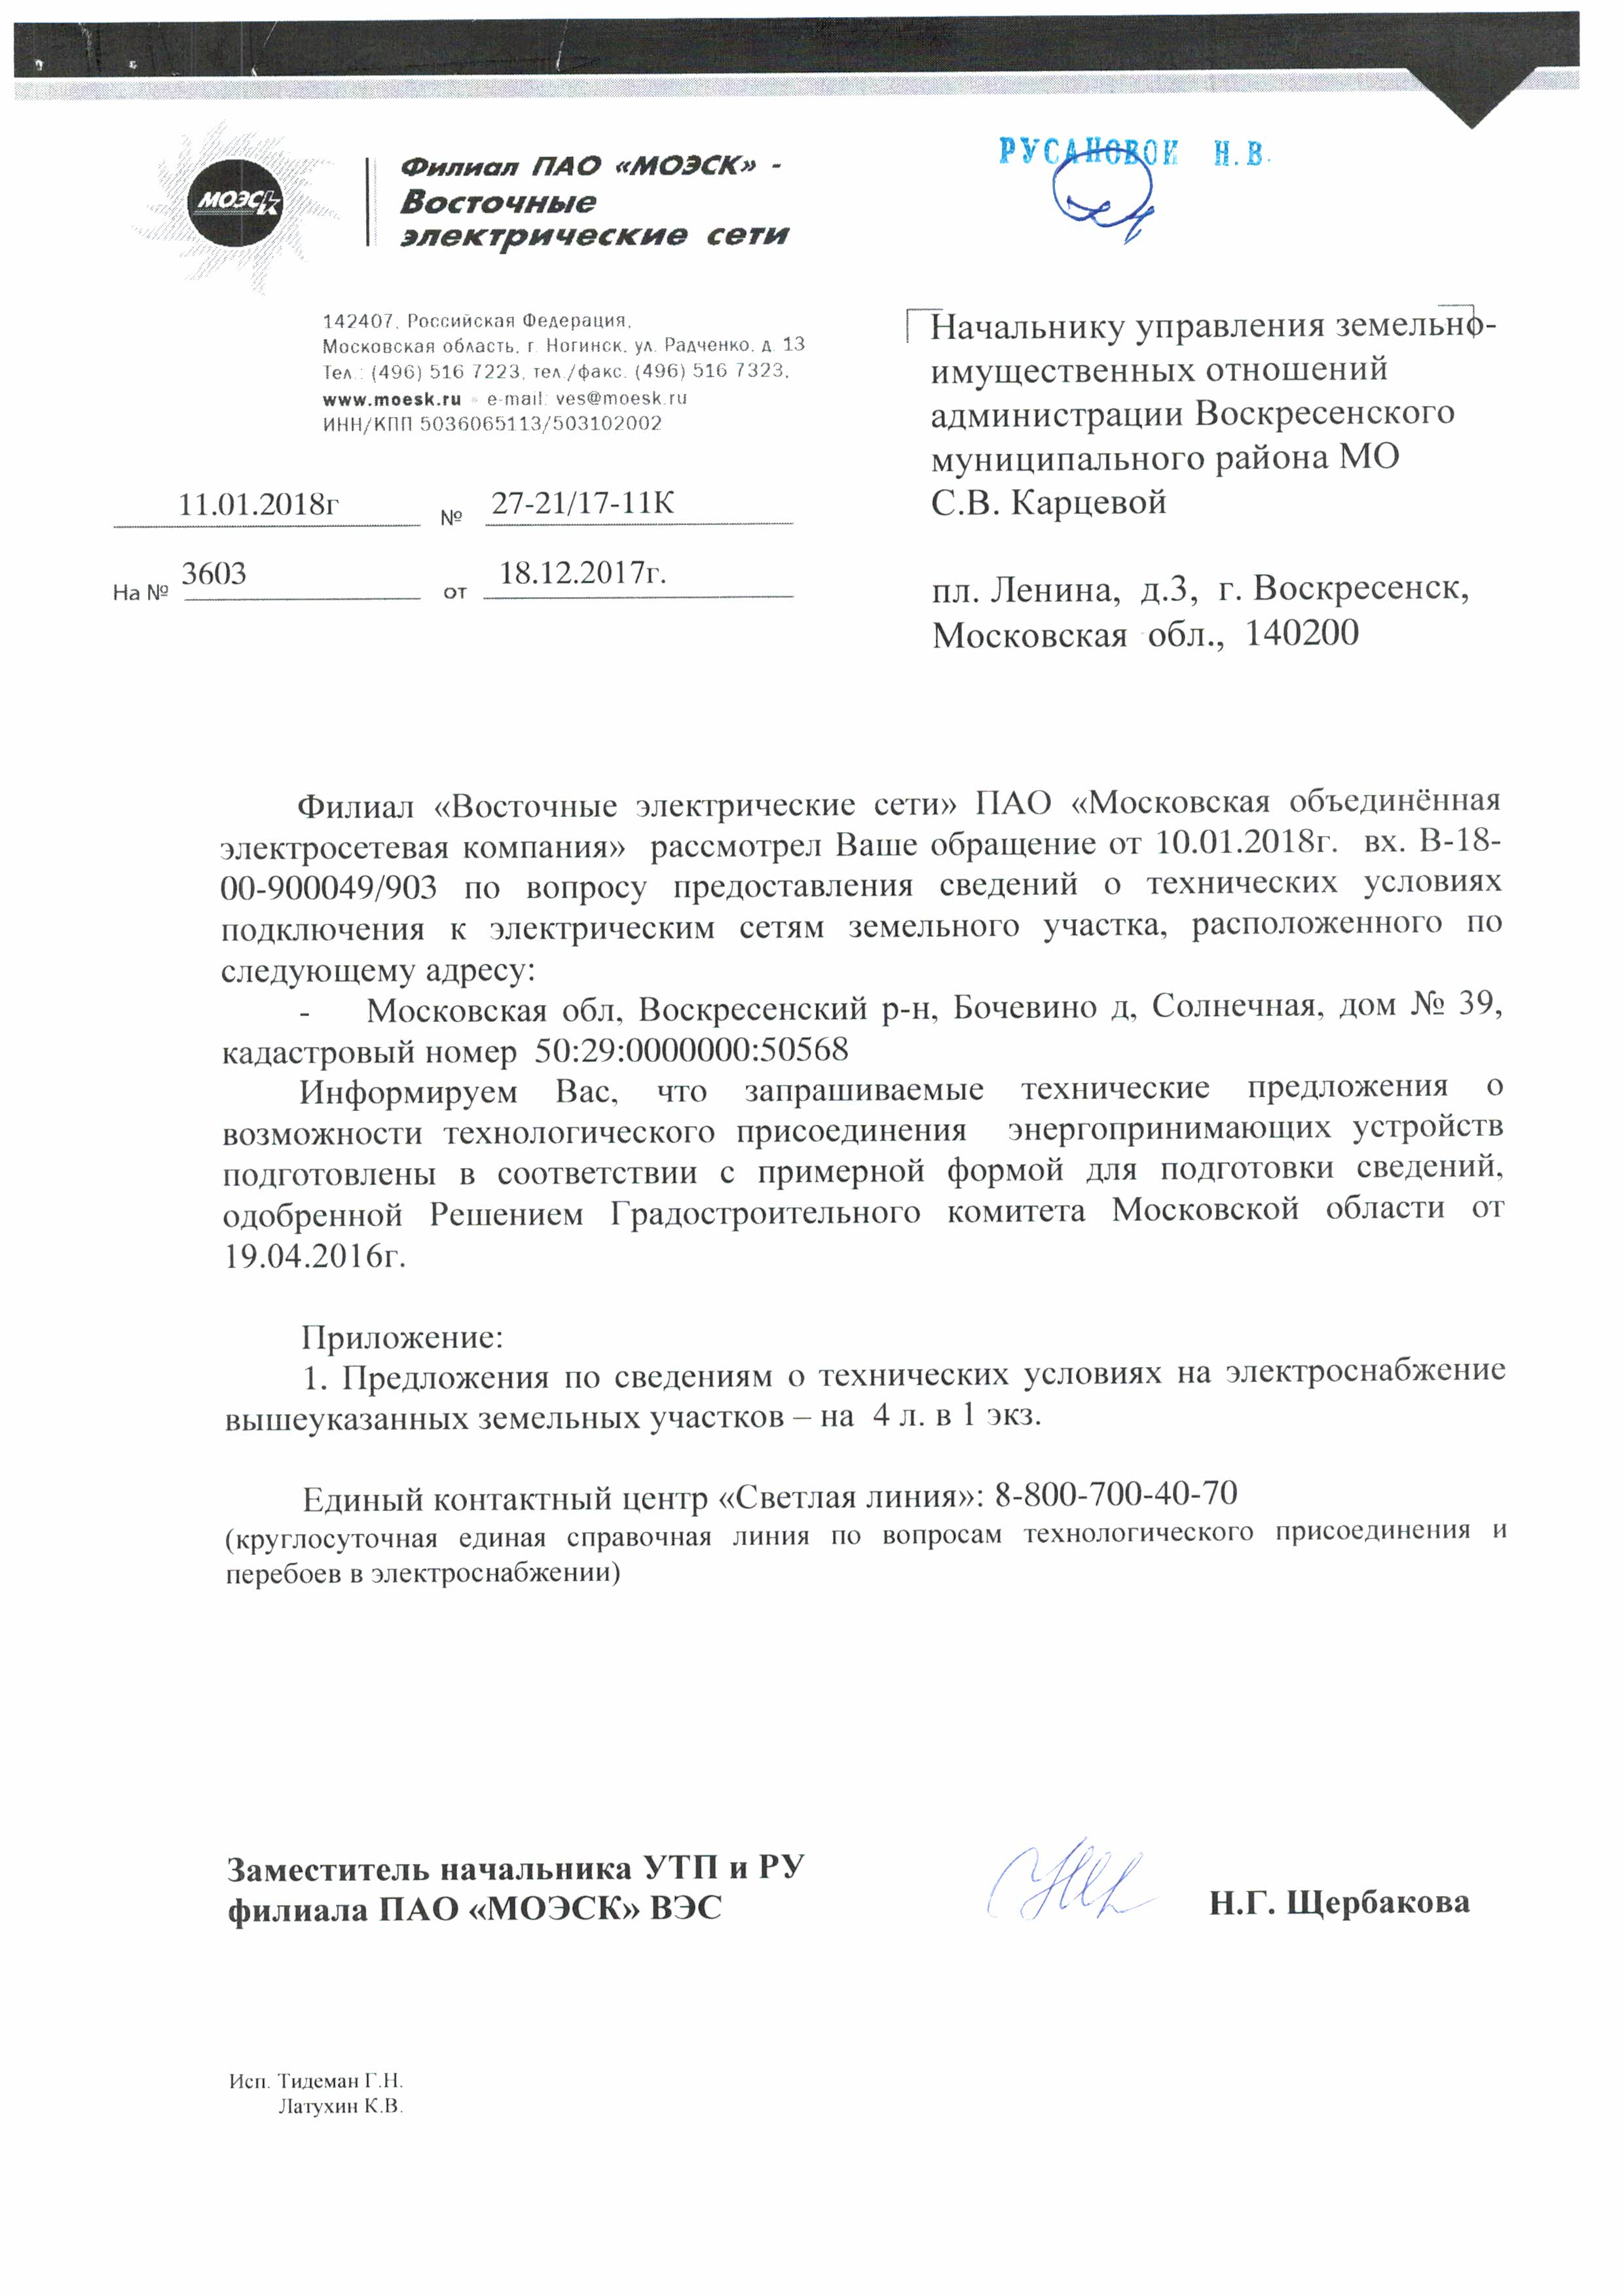 РУСАНОВОЙ Н.В.
МОЭСК
Филиал ПАО «МОЭСК» -
Восточные
электрические сети
142407, Российская Федерация,
Московская область, г. Ногинск, ул. Радченко, д. 13
Тел.: (496) 516 7223, тел./факс. (496) 516 7323,
www.moesk.ru e-mail: ves@moesk.ru
ИНН/КПП 5036065113/503102002
11.01.2018г № 27-21/17-11К
На № 3603 от 18.12.2017г.
Начальнику управления земельно-
имущественных отношений
администрации Воскресенского
муниципального района МО
С.В. Карцевой
пл. Ленина, д.3, г. Воскресенск,
Московская обл., 140200
Филиал «Восточные электрические сети» ПАО «Московская объединённая
электросетевая компания» рассмотрел Ваше обращение от 10.01.2018г. вх. В-18-
00-900049/903 по вопросу предоставления сведений о технических условиях
подключения к электрическим сетям земельного участка, расположенного по
следующему адресу:
- Московская обл, Воскресенский р-н, Бочевино д, Солнечная, дом № 39,
кадастровый номер 50:29:0000000:50568
Информируем Вас, что запрашиваемые технические предложения о
возможности технологического присоединения энергопринимающих устройств
подготовлены в соответствии с примерной формой для подготовки сведений,
одобренной Решением Градостроительного комитета Московской области от
19.04.2016г.
Приложение:
1. Предложения по сведениям о технических условиях на электроснабжение
вышеуказанных земельных участков – на 4 л. в 1 экз.
Единый контактный центр «Светлая линия»: 8-800-700-40-70
(круглосуточная единая справочная линия по вопросам технологического присоединения и
перебоев в электроснабжении)
Заместитель начальника УТП и РУ
филиала ПАО «МОЭСК» ВЭС
Н.Г. Щербакова
Исп. Тидеман Г.Н.
Латухин К.В.